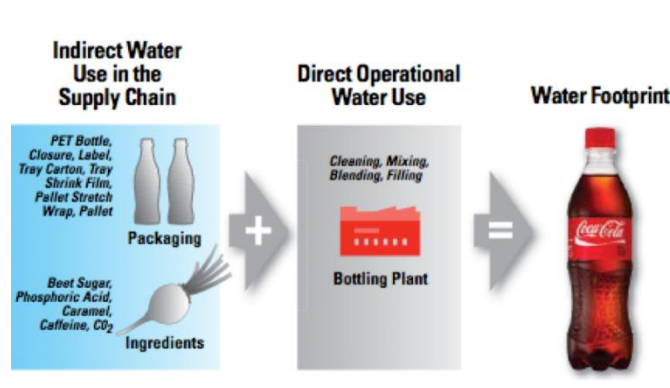 Indirect Water
Use in the
Supply Chain
PET Bottle,
Closure, Label,
Tray Carton, Tray
Shrink Film,
Pallet Stretch
Wrap, Pallet
Packaging
Beet Sugar,
Phosphoric Acid,
Caramel,
Caffeine, CO₂
Ingredients
+
Direct Operational
Water Use
Cleaning, Mixing,
Blending, Filling
Bottling Plant
=
Water Footprint
Coca-Cola